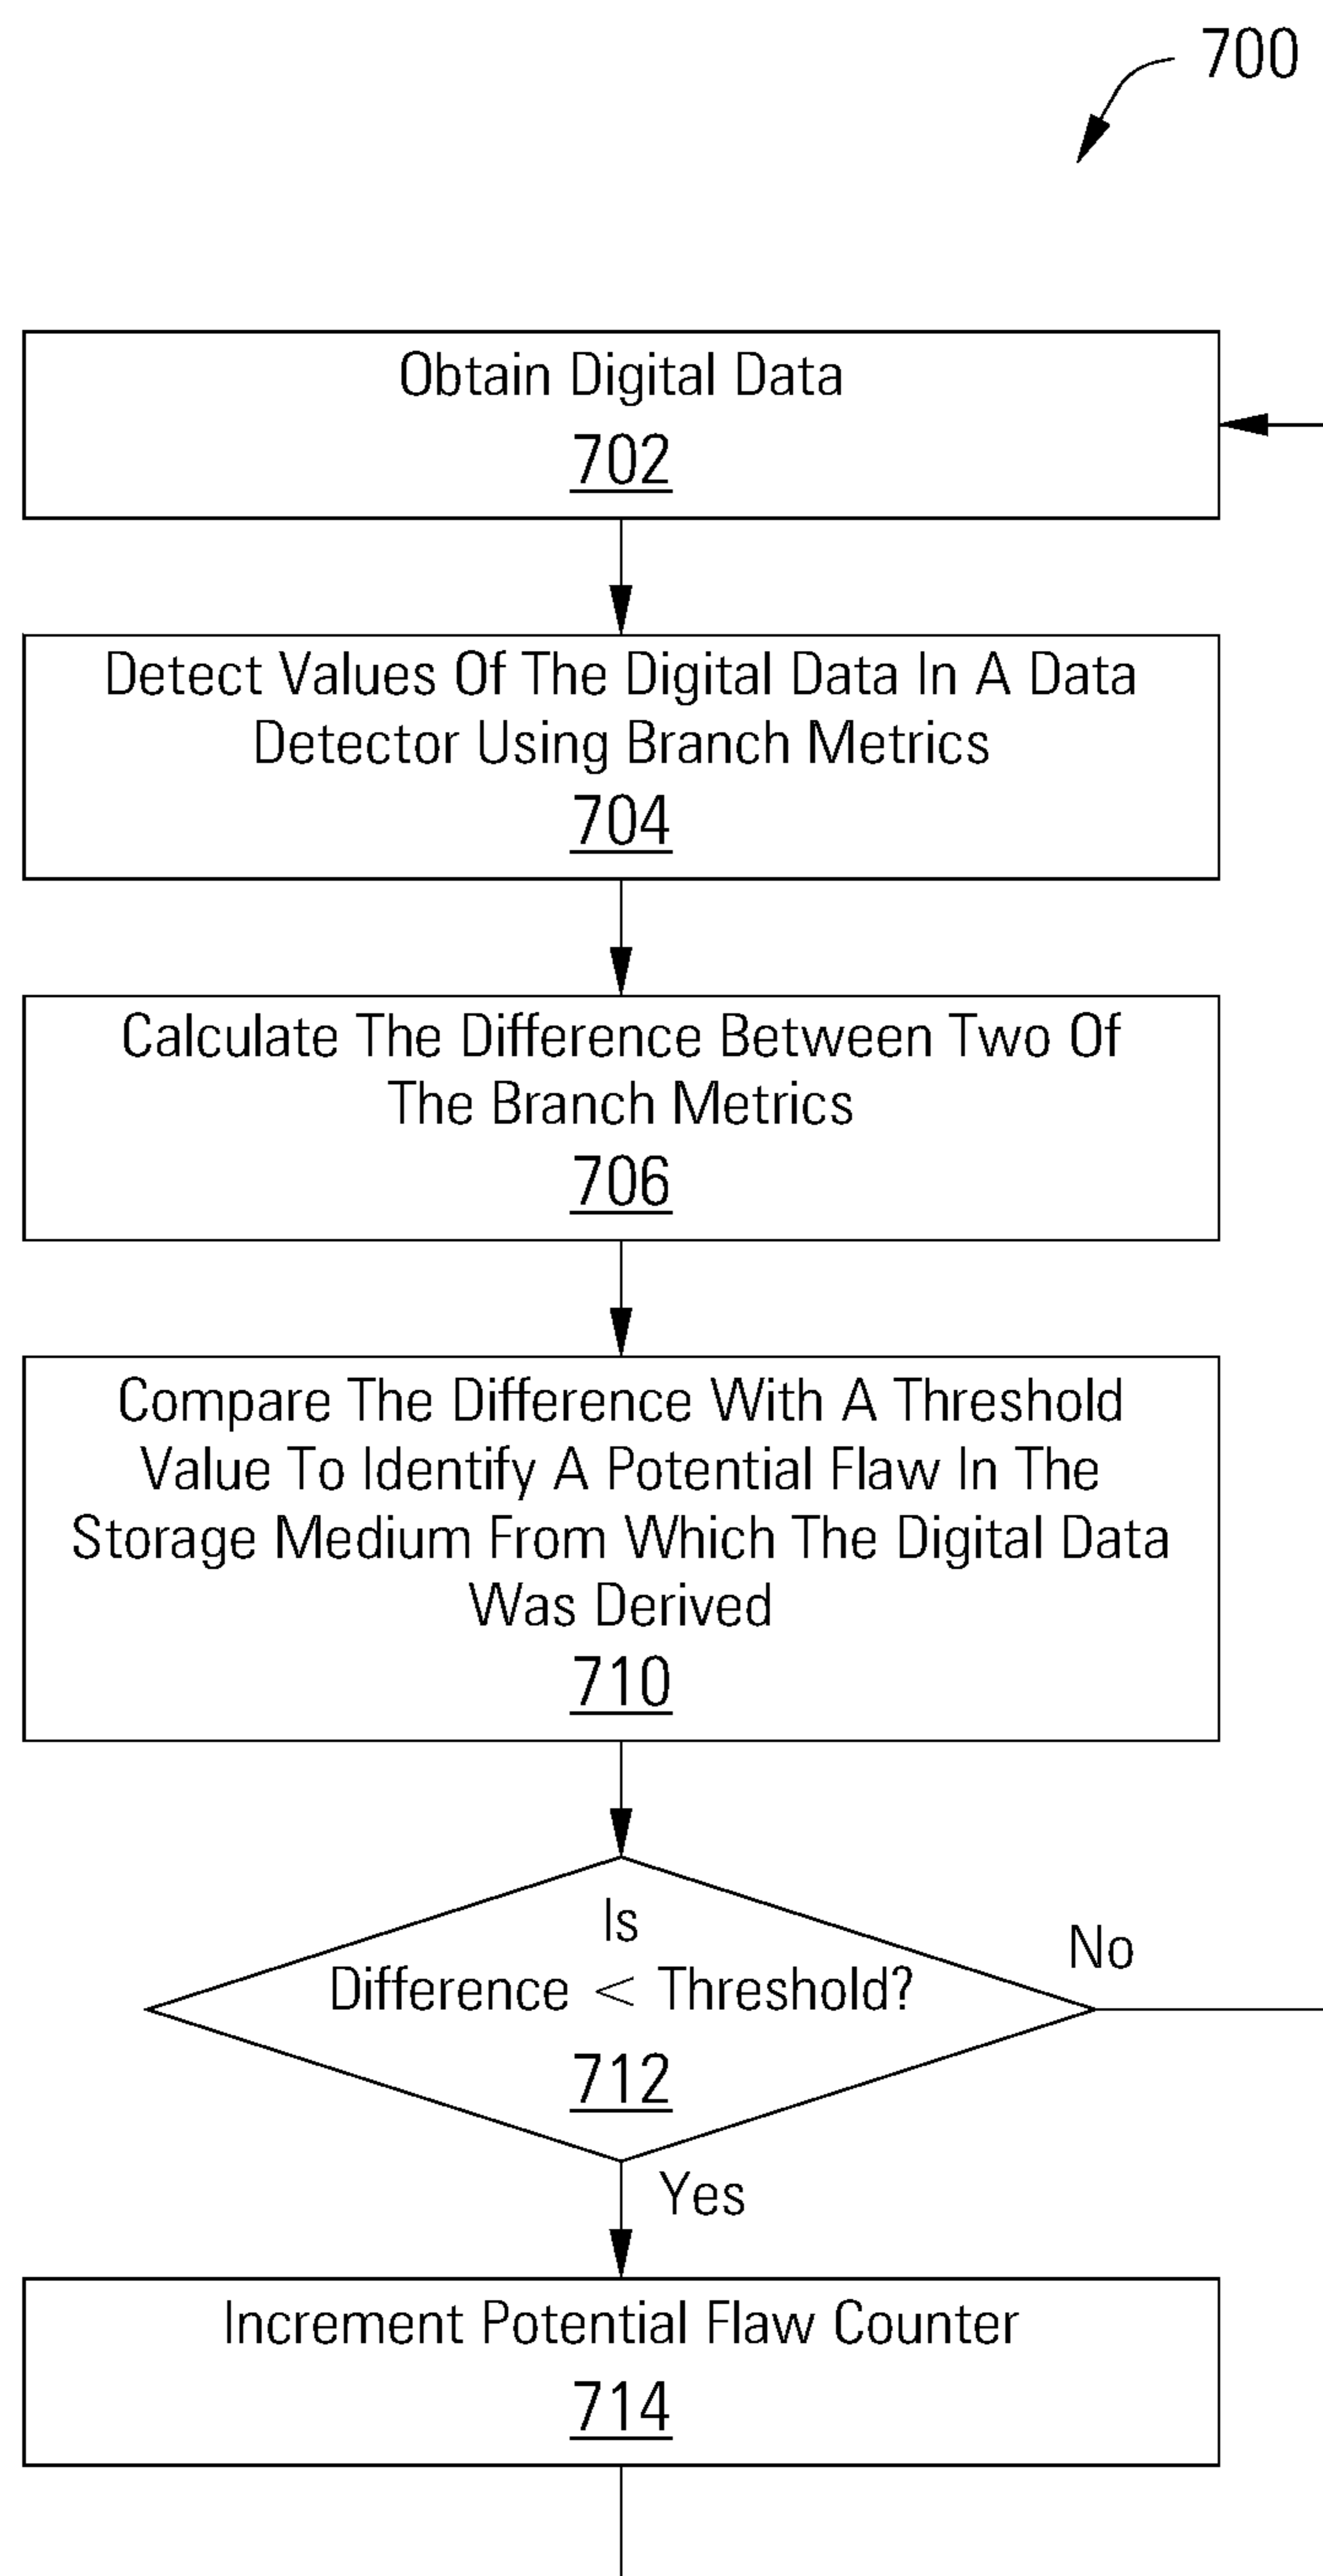 700
Obtain Digital Data
702
Detect Values Of The Digital Data In A Data
Detector Using Branch Metrics
704
Calculate The Difference Between Two Of
The Branch Metrics
706
Compare The Difference With A Threshold
Value To Identify A Potential Flaw In The
Storage Medium From Which The Digital Data
Was Derived
710
Is
Difference < Threshold?
712
No
Yes
Increment Potential Flaw Counter
714